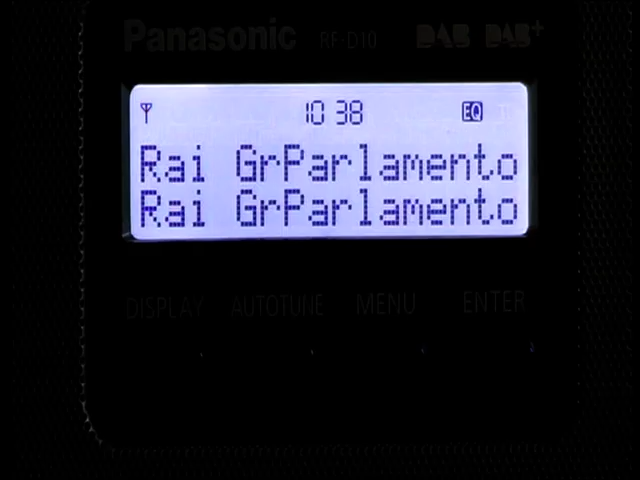 Panasonic RF-D10 DAB DAB+
10 38 EQ
Rai GrParlamento
Rai GrParlamento
DISPLAY AUTOTUNE MENU ENTER